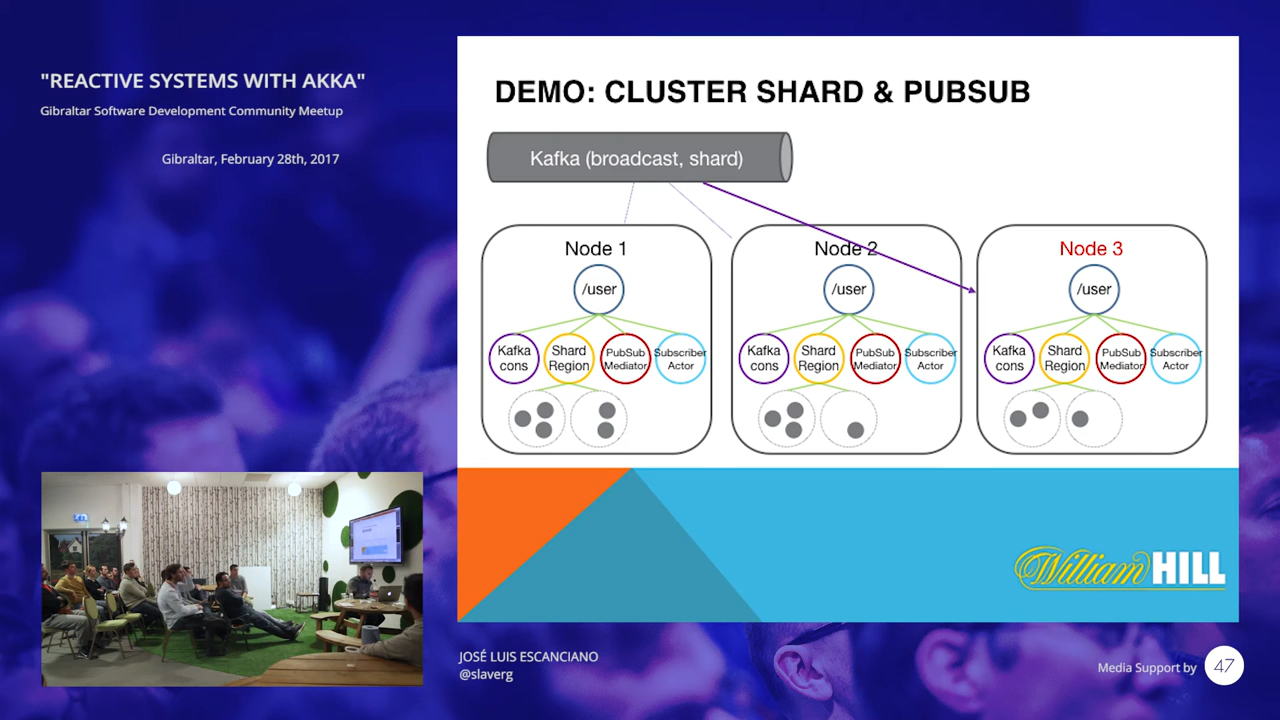 "REACTIVE SYSTEMS WITH AKKA"
Gibraltar Software Development Community Meetup
Gibraltar, February 28th, 2017
DEMO: CLUSTER SHARD & PUBSUB
Kafka (broadcast, shard)
Node 1
/user
Kafka
cons
Shard
Region
PubSub
Mediator
Subscriber
Actor
Node 2
/user
Kafka
cons
Shard
Region
PubSub
Mediator
Subscriber
Actor
Node 3
/user
Kafka
cons
Shard
Region
PubSub
Mediator
Subscriber
Actor
William HILL
JOSÉ LUIS ESCANCIANO
@slaverg
Media Support by 47